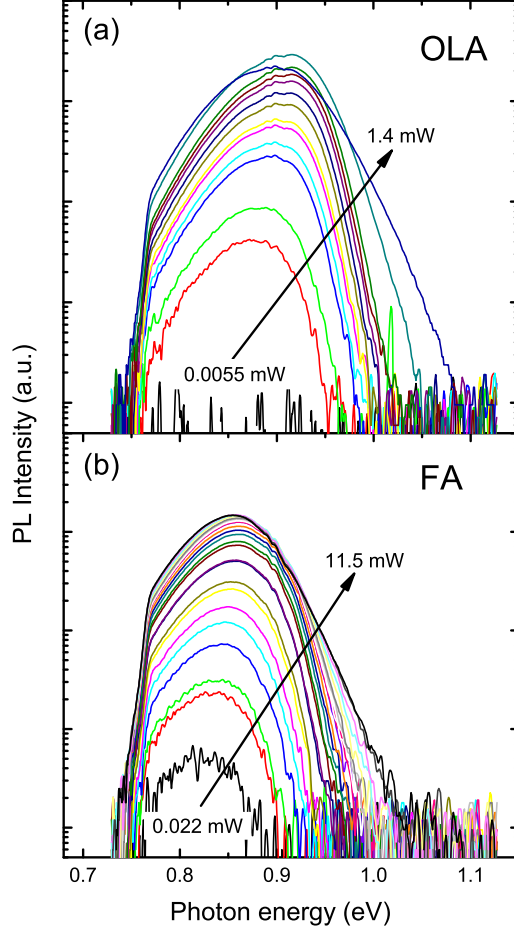 (a)
OLA
1.4 mW
0.0055 mW
PL Intensity (a.u.)
(b)
FA
11.5 mW
0.022 mW
0.7 0.8 0.9 1.0 1.1
Photon energy (eV)